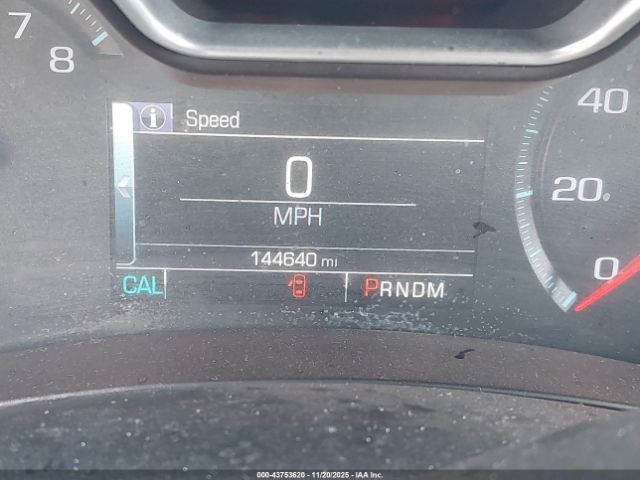 7
8
i Speed
40
0
20
MPH
144640 mi
0
CAL
PRNDM
000-43753620 - 11/20/2025 - IAA Inc.